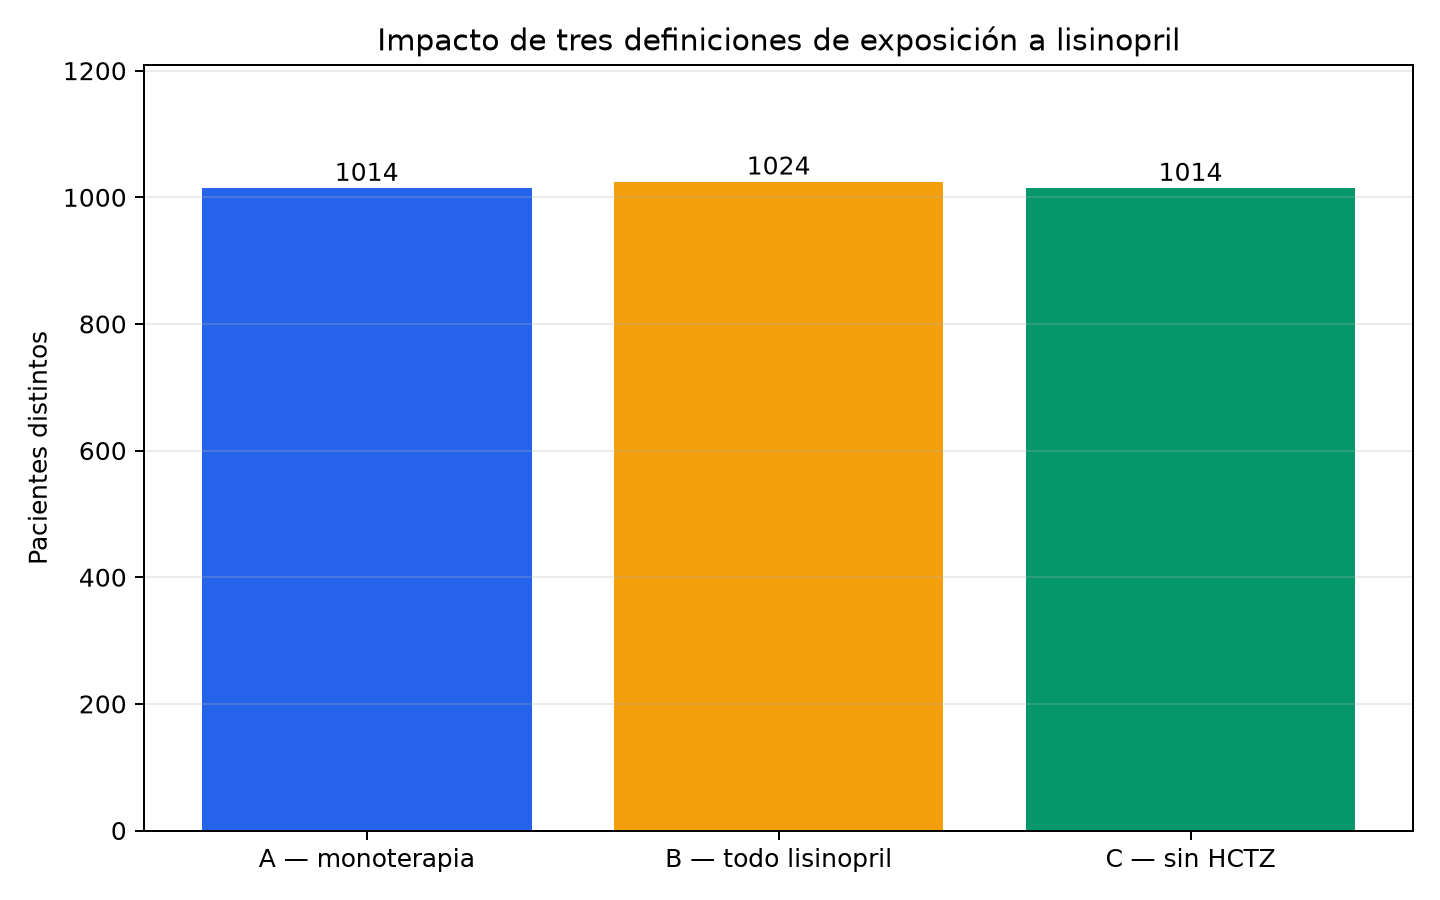 Impacto de tres definiciones de exposición a lisinopril
Pacientes distintos
1200
1000
800
600
400
200
0
1014
1024
1014
A — monoterapia
B — todo lisinopril
C — sin HCTZ